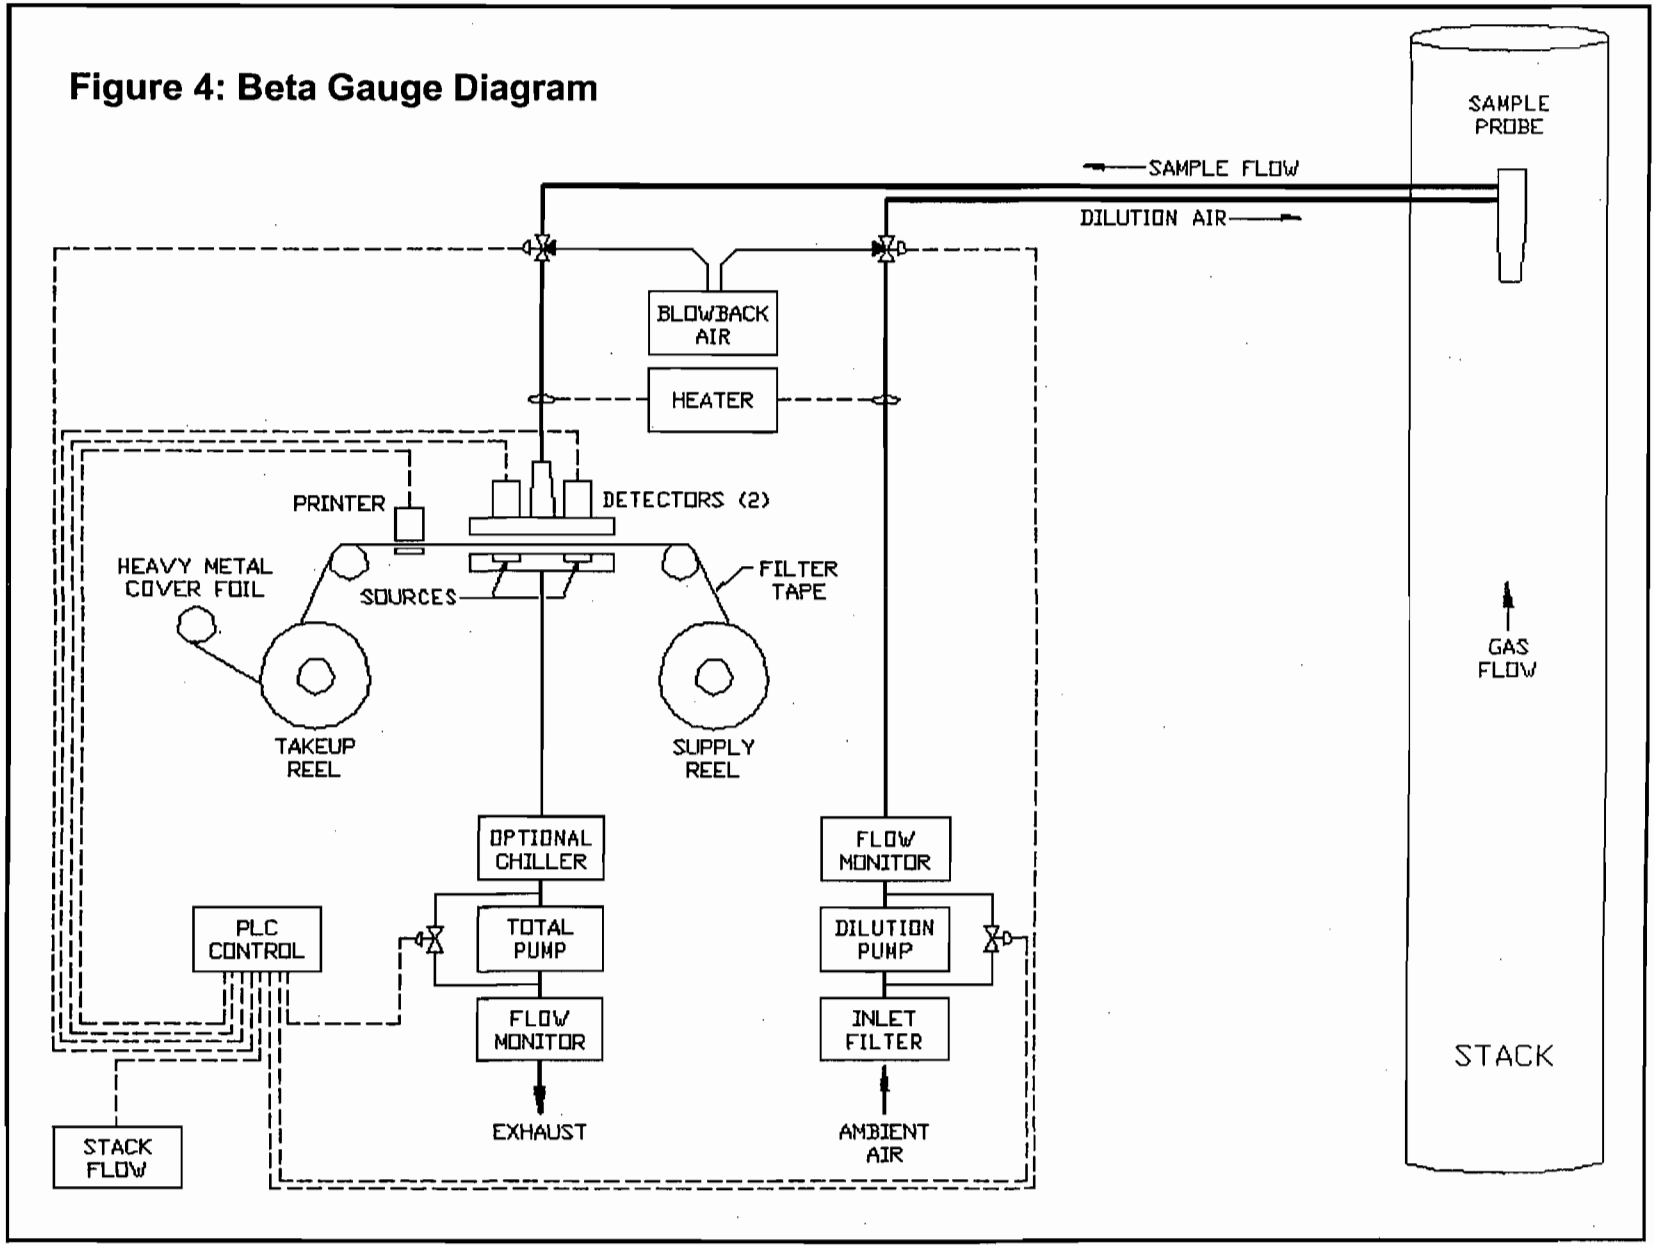 Figure 4: Beta Gauge Diagram
SAMPLE
PROBE
SAMPLE FLOW
DILUTION AIR
BLOWBACK
AIR
HEATER
PRINTER
DETECTORS (2)
HEAVY METAL
COVER FOIL
SOURCES
FILTER
TAPE
GAS
FLOW
TAKEUP
REEL
SUPPLY
REEL
OPTIONAL
CHILLER
FLOW
MONITOR
PLC
CONTROL
TOTAL
PUMP
DILUTION
PUMP
FLOW
MONITOR
INLET
FILTER
STACK
EXHAUST
AMBIENT
AIR
STACK
FLOW